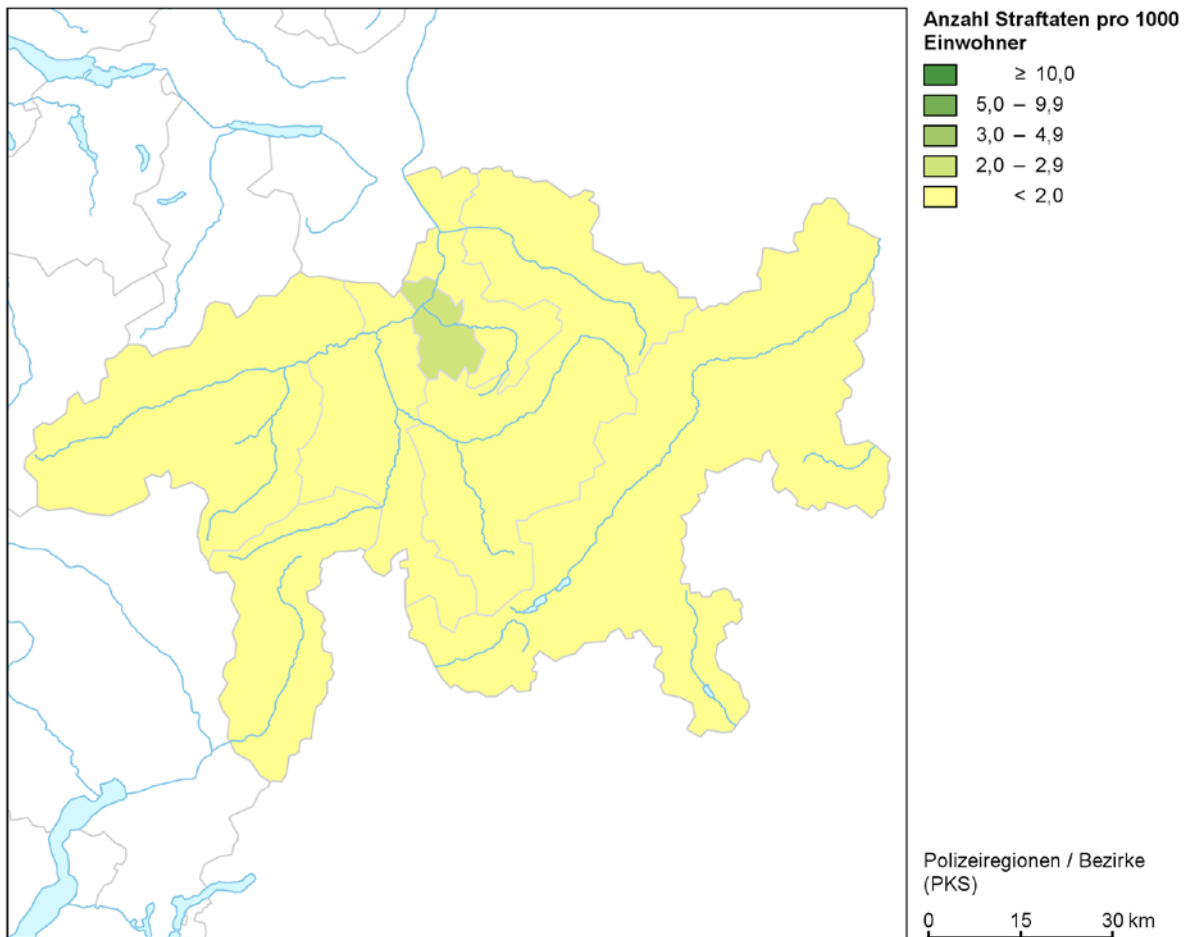 Anzahl Straftaten pro 1000
Einwohner
≥ 10,0
5,0 – 9,9
3,0 – 4,9
2,0 – 2,9
< 2,0
Polizeiregionen / Bezirke
(PKS)
0 15 30 km